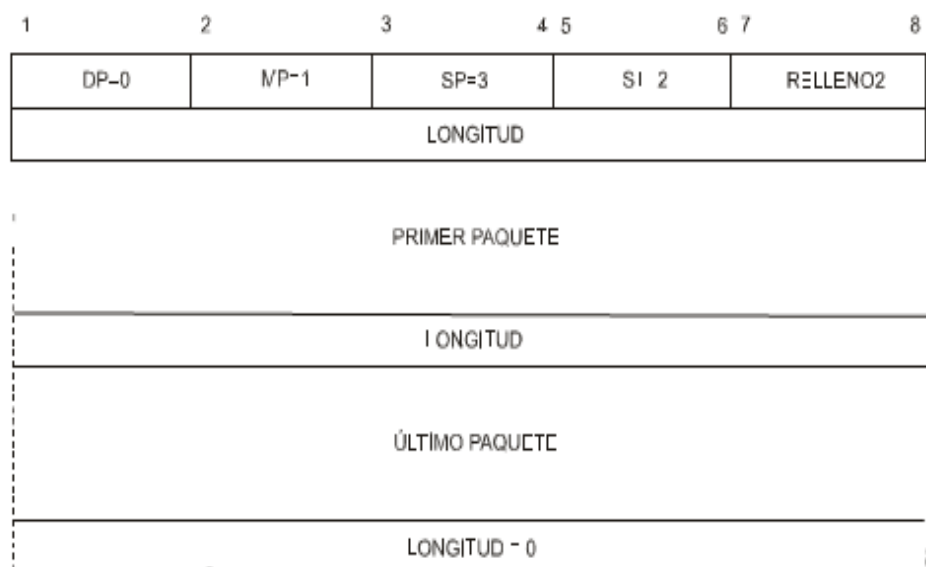 1 2 3 4 5 6 7 8
DP=0 MP=1 SP=3 2 RELLENO2
LONGITUD
PRIMER PAQUETE
LONGITUD
ÚLTIMO PAQUETE
LONGITUD = 0